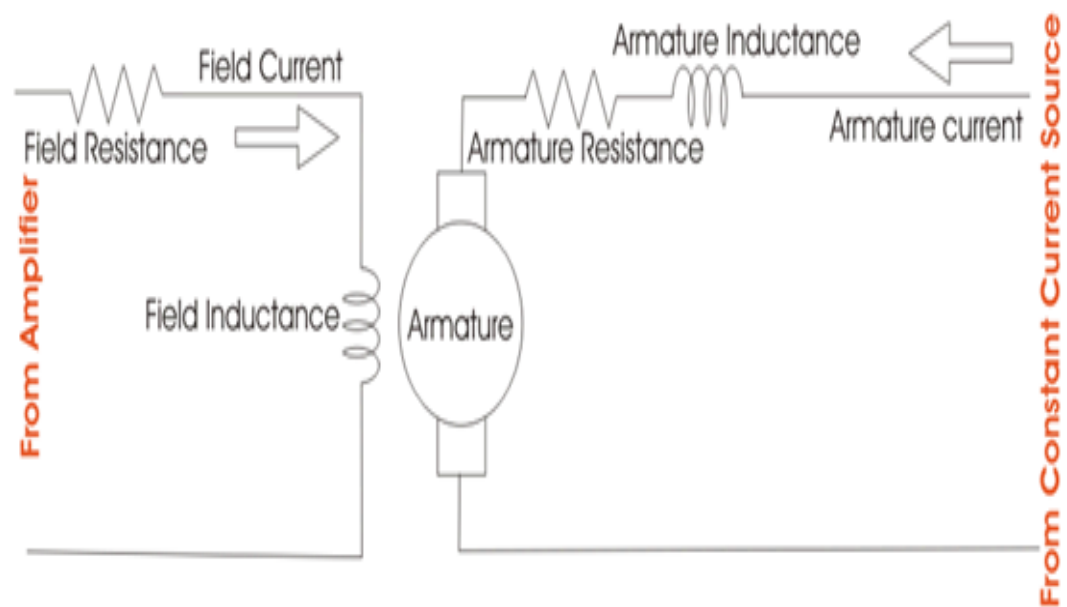 Field Current
Field Resistance
From Amplifier
Field Inductance
Armature Inductance
Armature Resistance
Armature current
Armature
From Constant Current Source